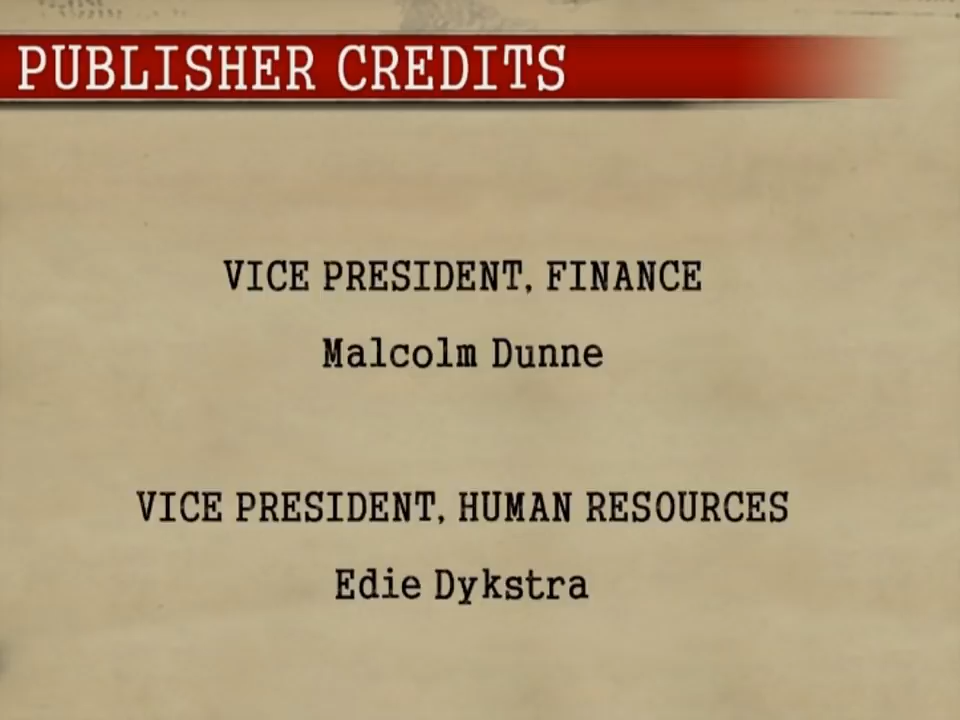 PUBLISHER CREDITS
VICE PRESIDENT, FINANCE
Malcolm Dunne
VICE PRESIDENT, HUMAN RESOURCES
Edie Dykstra